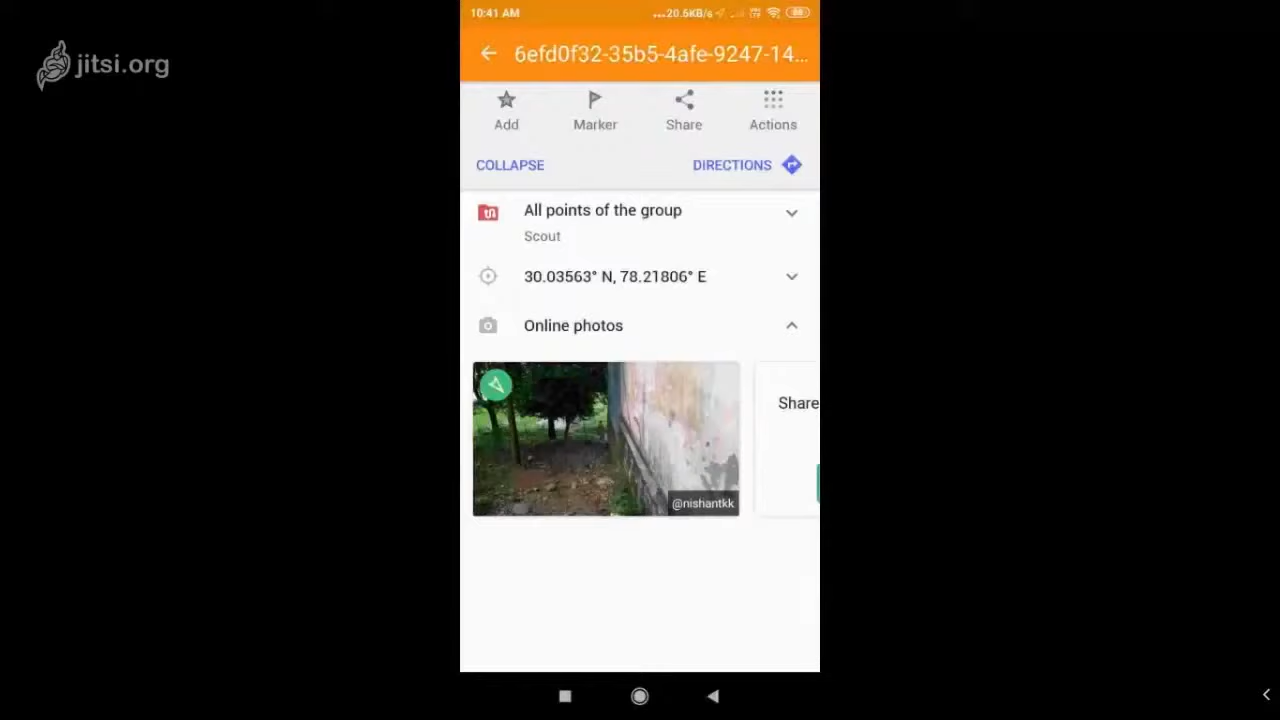 jitsi.org
10:41 AM
...20.5KB/s
6efd0f32-35b5-4afe-9247-14...
Add
Marker
Share
Actions
COLLAPSE
DIRECTIONS
All points of the group
Scout
30.03563° N, 78.21806° E
Online photos
Share
@nishantkk